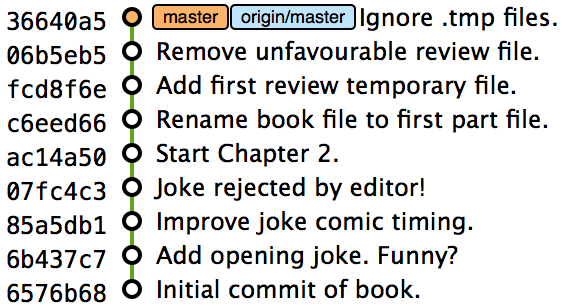 36640a5 master origin/master Ignore .tmp files.
06b5eb5 Remove unfavourable review file.
fcd8f6e Add first review temporary file.
c6eed66 Rename book file to first part file.
ac14a50 Start Chapter 2.
07fc4c3 Joke rejected by editor!
85a5db1 Improve joke comic timing.
6b437c7 Add opening joke. Funny?
6576b68 Initial commit of book.